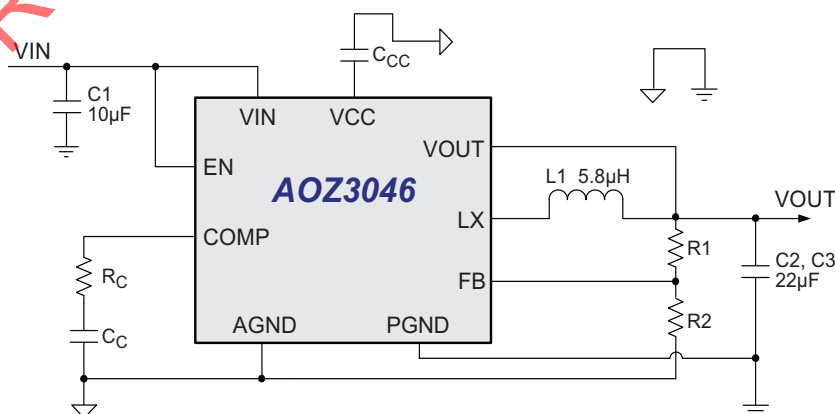 VIN
C1
10µF
CCC
VIN
VCC
EN
VOUT
AOZ3046
L1 5.8µH
VOUT
LX
COMP
R1
C2, C3
22µF
RC
FB
R2
CC
AGND
PGND